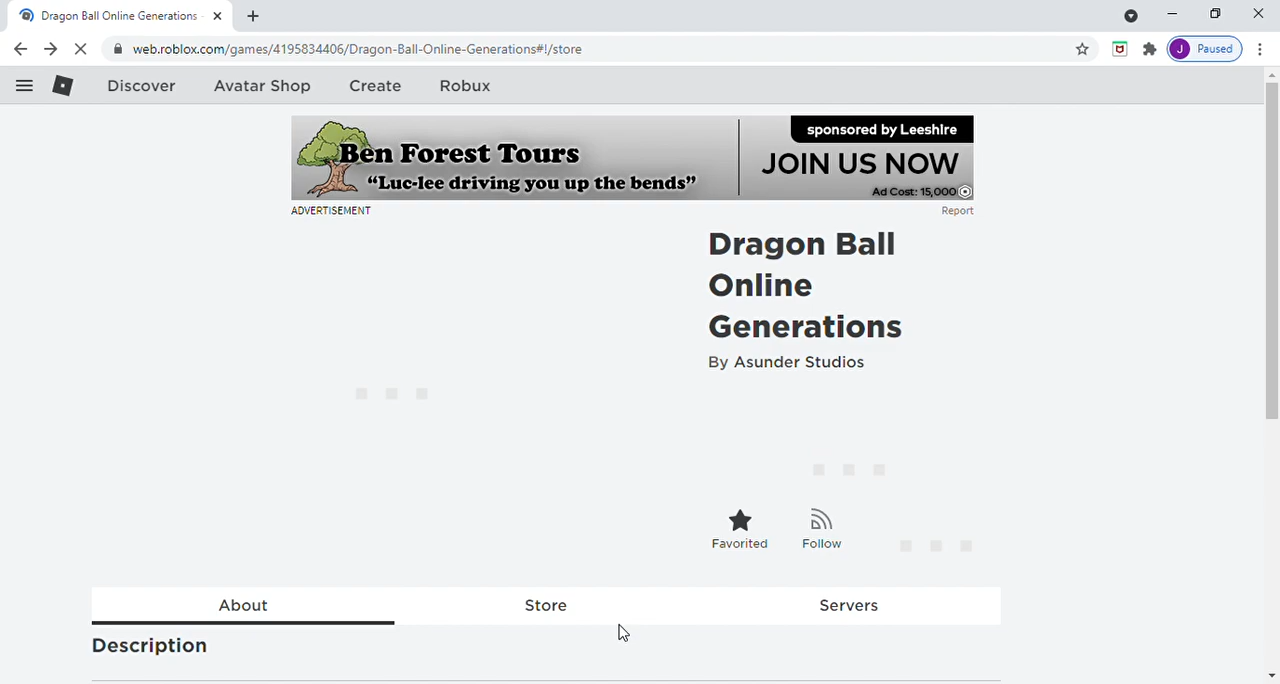 Dragon Ball Online Generations
web.roblox.com/games/4195834406/Dragon-Ball-Online-Generations#!/store
J Paused
Discover Avatar Shop Create Robux
Ben Forest Tours
“Luc-lee driving you up the bends”
sponsored by Leeshire
JOIN US NOW
Ad Cost: 15,000
ADVERTISEMENT
Report
Dragon Ball
Online
Generations
By Asunder Studios
Favorited Follow
About Store Servers
Description